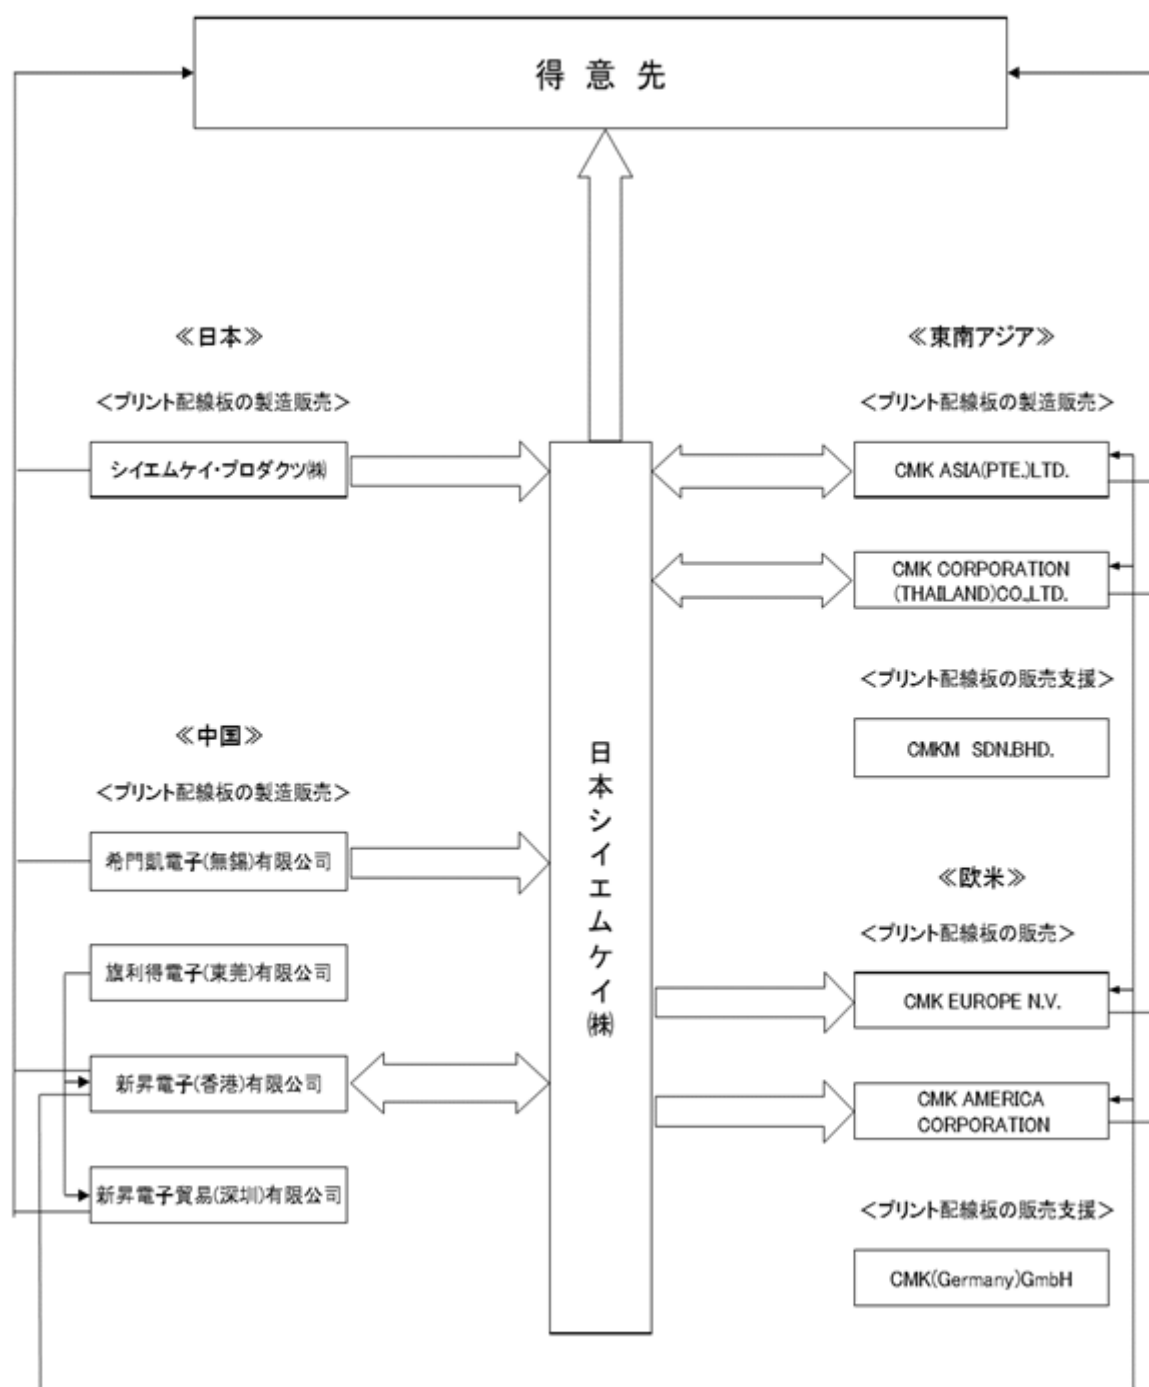 得意先
≪日本≫
<プリント配線板の製造販売>
シイエムケイ・プロダクツ㈱
≪中国≫
<プリント配線板の製造販売>
希門凱電子(無錫)有限公司
旗利得電子(東莞)有限公司
新昇電子(香港)有限公司
新昇電子貿易(深圳)有限公司
日本シイエムケイ㈱
≪東南アジア≫
<プリント配線板の製造販売>
CMK ASIA(PTE.)LTD.
CMK CORPORATION
(THAILAND)CO.,LTD.
<プリント配線板の販売支援>
CMKM SDN.BHD.
≪欧米≫
<プリント配線板の販売>
CMK EUROPE N.V.
CMK AMERICA
CORPORATION
<プリント配線板の販売支援>
CMK(Germany)GmbH